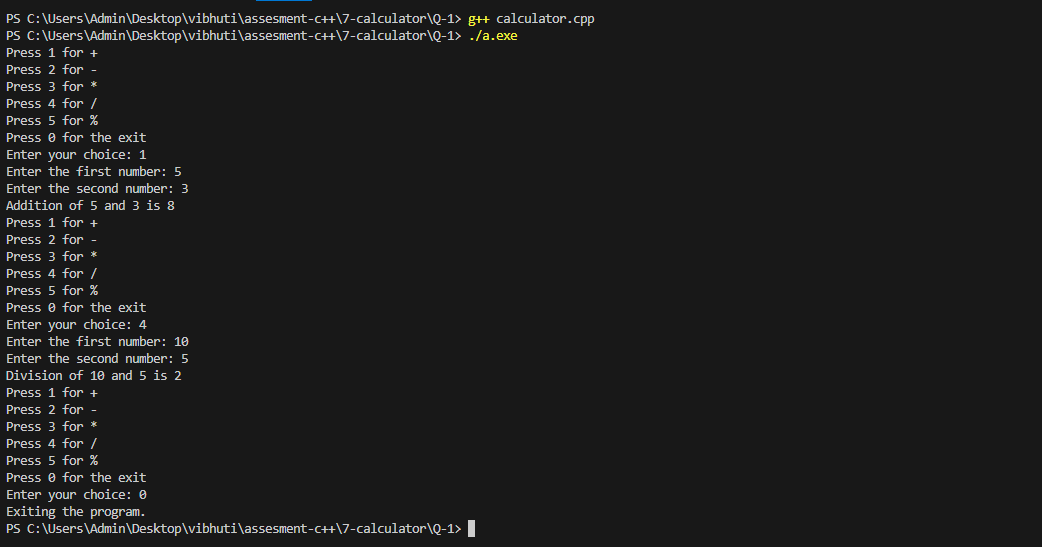 PS C:\Users\Admin\Desktop\vibhuti\assesment-c++\7-calculator\Q-1> g++ calculator.cpp
PS C:\Users\Admin\Desktop\vibhuti\assesment-c++\7-calculator\Q-1> ./a.exe
Press 1 for +
Press 2 for -
Press 3 for *
Press 4 for /
Press 5 for %
Press 0 for the exit
Enter your choice: 1
Enter the first number: 5
Enter the second number: 3
Addition of 5 and 3 is 8
Press 1 for +
Press 2 for -
Press 3 for *
Press 4 for /
Press 5 for %
Press 0 for the exit
Enter your choice: 4
Enter the first number: 10
Enter the second number: 5
Division of 10 and 5 is 2
Press 1 for +
Press 2 for -
Press 3 for *
Press 4 for /
Press 5 for %
Press 0 for the exit
Enter your choice: 0
Exiting the program.
PS C:\Users\Admin\Desktop\vibhuti\assesment-c++\7-calculator\Q-1>